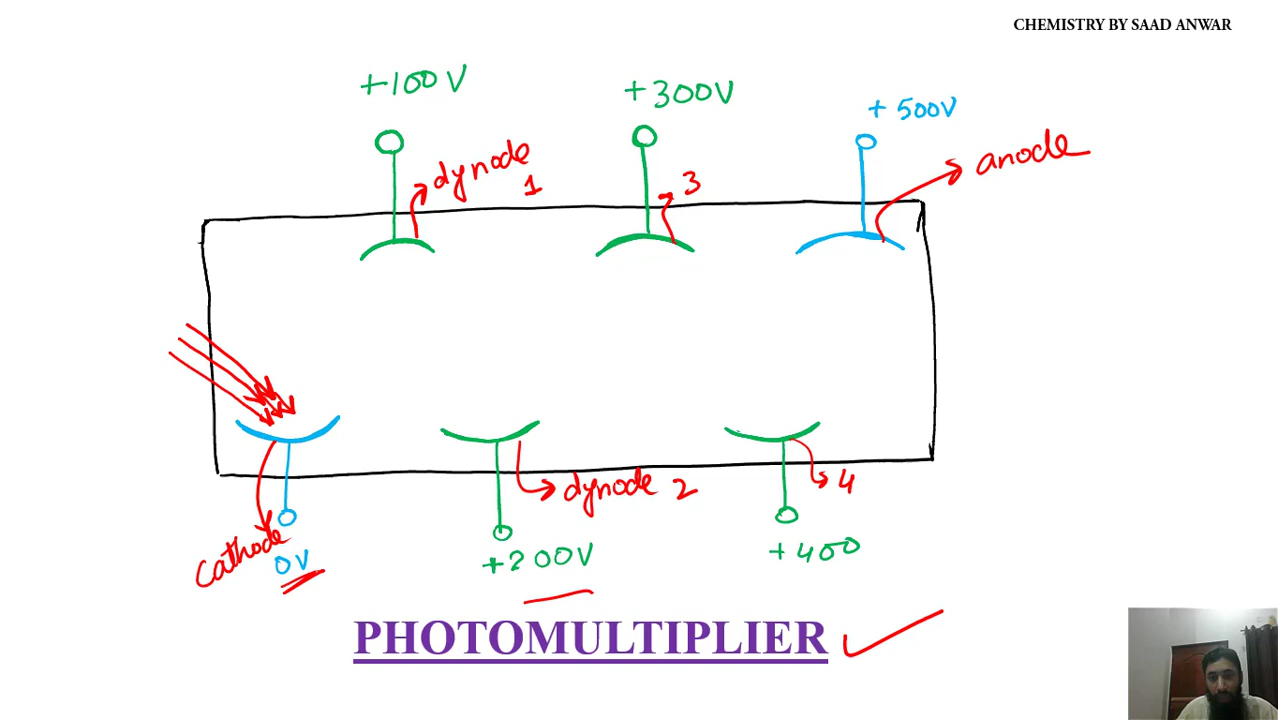 CHEMISTRY BY SAAD ANWAR
+100V
+300V
+500V
dynode 1
3
anode
cathode
0V
dynode 2
+200V
4
+400
PHOTOMULTIPLIER